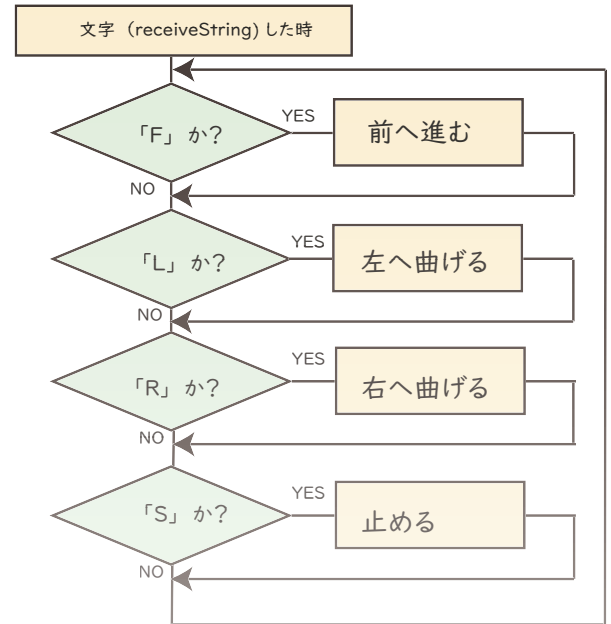 文字 (receiveString)した時
「F」か?
YES
前へ進む
NO
「L」か?
YES
左へ曲げる
NO
「R」か?
YES
右へ曲げる
NO
「S」か?
YES
止める
NO